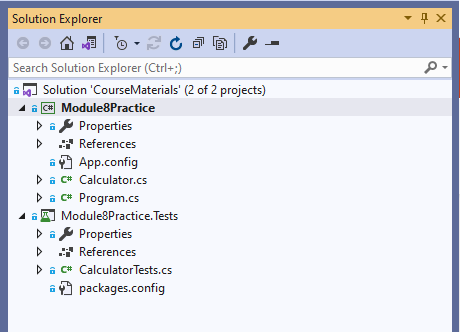 Solution Explorer
Search Solution Explorer (Ctrl+;)
Solution 'CourseMaterials' (2 of 2 projects)
C# Module8Practice
Properties
References
App.config
C# Calculator.cs
C# Program.cs
Module8Practice.Tests
Properties
References
C# CalculatorTests.cs
packages.config